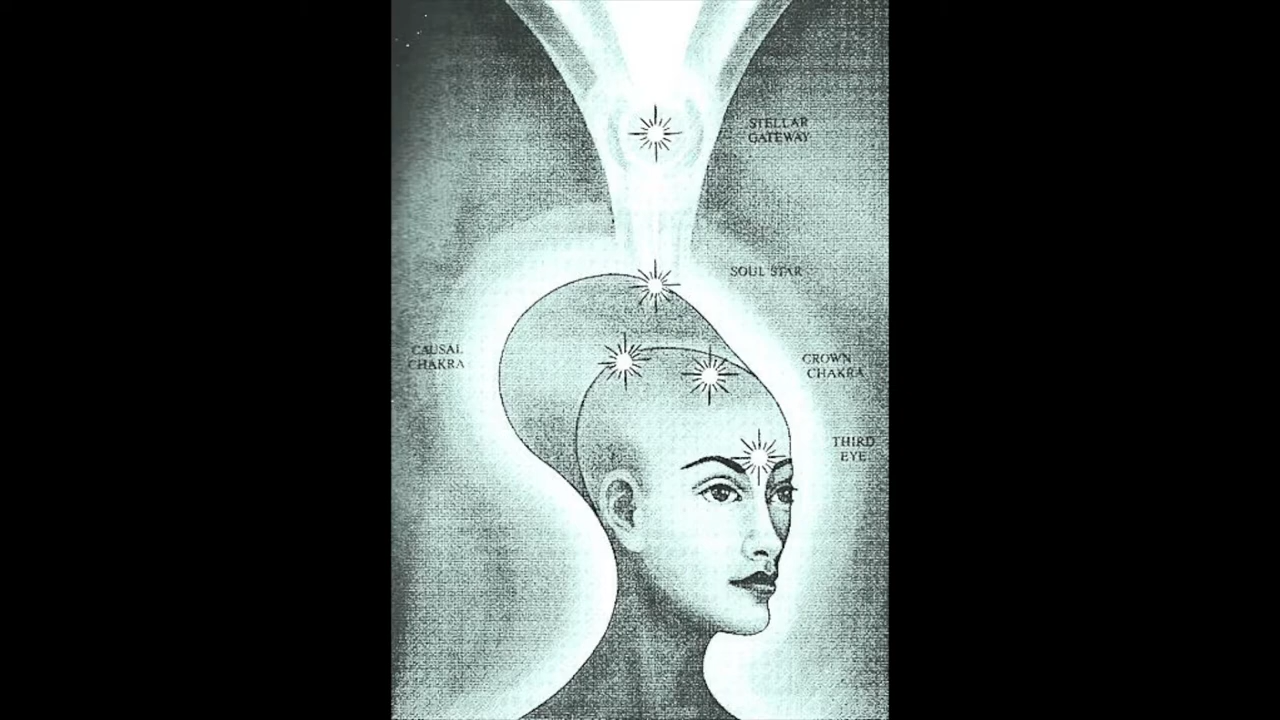 STELLAR
GATEWAY
SOUL STAR
CAUSAL
CHAKRA
CROWN
CHAKRA
THIRD
EYE